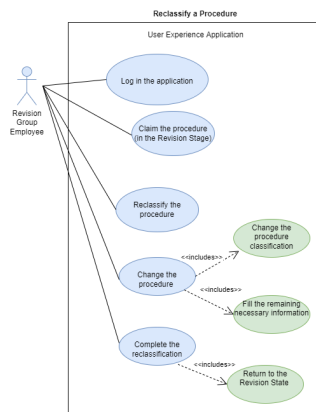 Reclassify a Procedure
User Experience Application
Log in the application
Revision
Group
Employee
Claim the procedure
(in the Revision Stage)
Reclassify the
procedure
Change the
procedure
classification
<<includes>>
Change the
procedure
<<includes>>
Fill the remaining
necessary information
Complete the
reclassification
<<includes>>
Return to the
Revision State